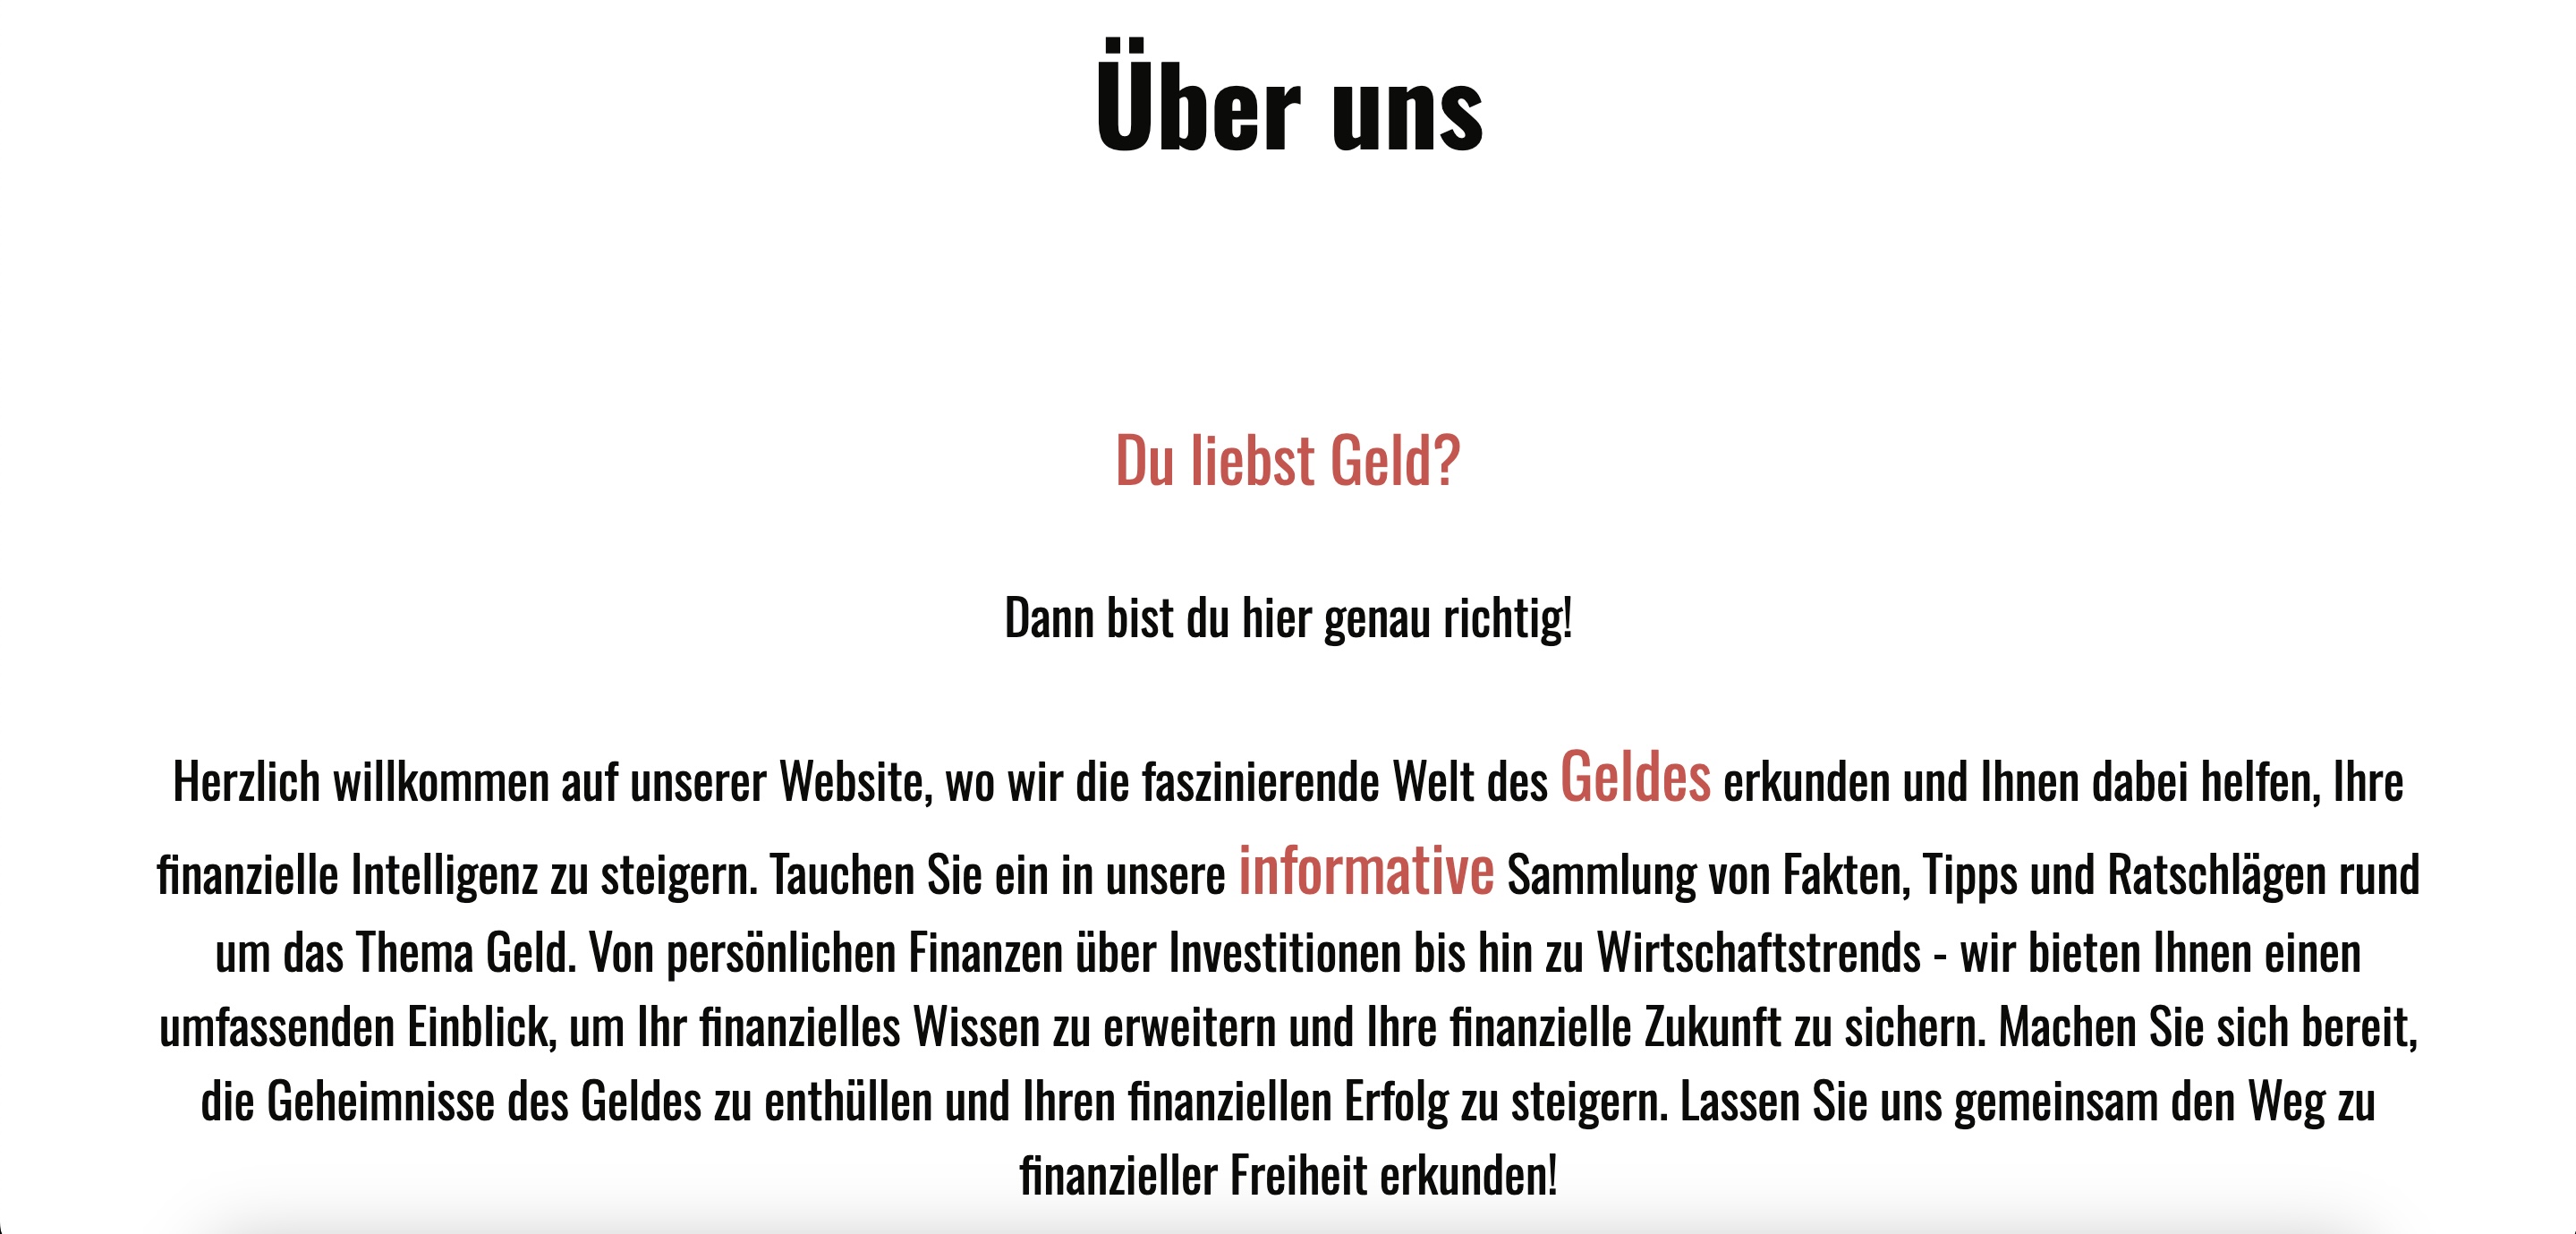 Über uns
Du liebst Geld?
Dann bist du hier genau richtig!
Herzlich willkommen auf unserer Website, wo wir die faszinierende Welt des Geldes erkunden und Ihnen dabei helfen, Ihre
finanzielle Intelligenz zu steigern. Tauchen Sie ein in unsere informative Sammlung von Fakten, Tipps und Ratschlägen rund
um das Thema Geld. Von persönlichen Finanzen über Investitionen bis hin zu Wirtschaftstrends - wir bieten Ihnen einen
umfassenden Einblick, um Ihr finanzielles Wissen zu erweitern und Ihre finanzielle Zukunft zu sichern. Machen Sie sich bereit,
die Geheimnisse des Geldes zu enthüllen und Ihren finanziellen Erfolg zu steigern. Lassen Sie uns gemeinsam den Weg zu
finanzieller Freiheit erkunden!